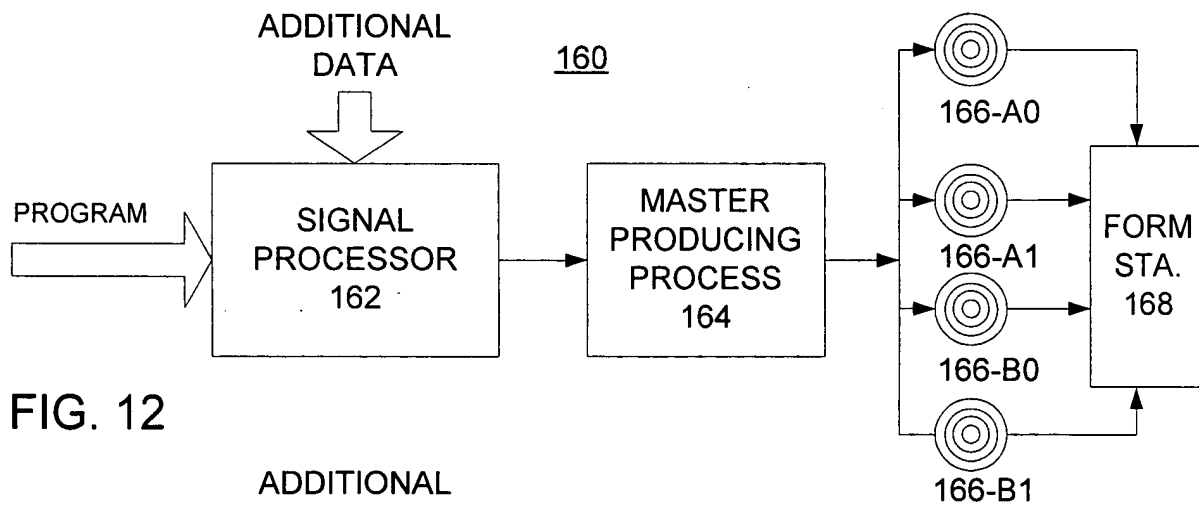 ADDITIONAL
DATA
160
PROGRAM
SIGNAL
PROCESSOR
162
MASTER
PRODUCING
PROCESS
164
166-A0
166-A1
166-B0
166-B1
FORM
STA.
168
FIG. 12
ADDITIONAL